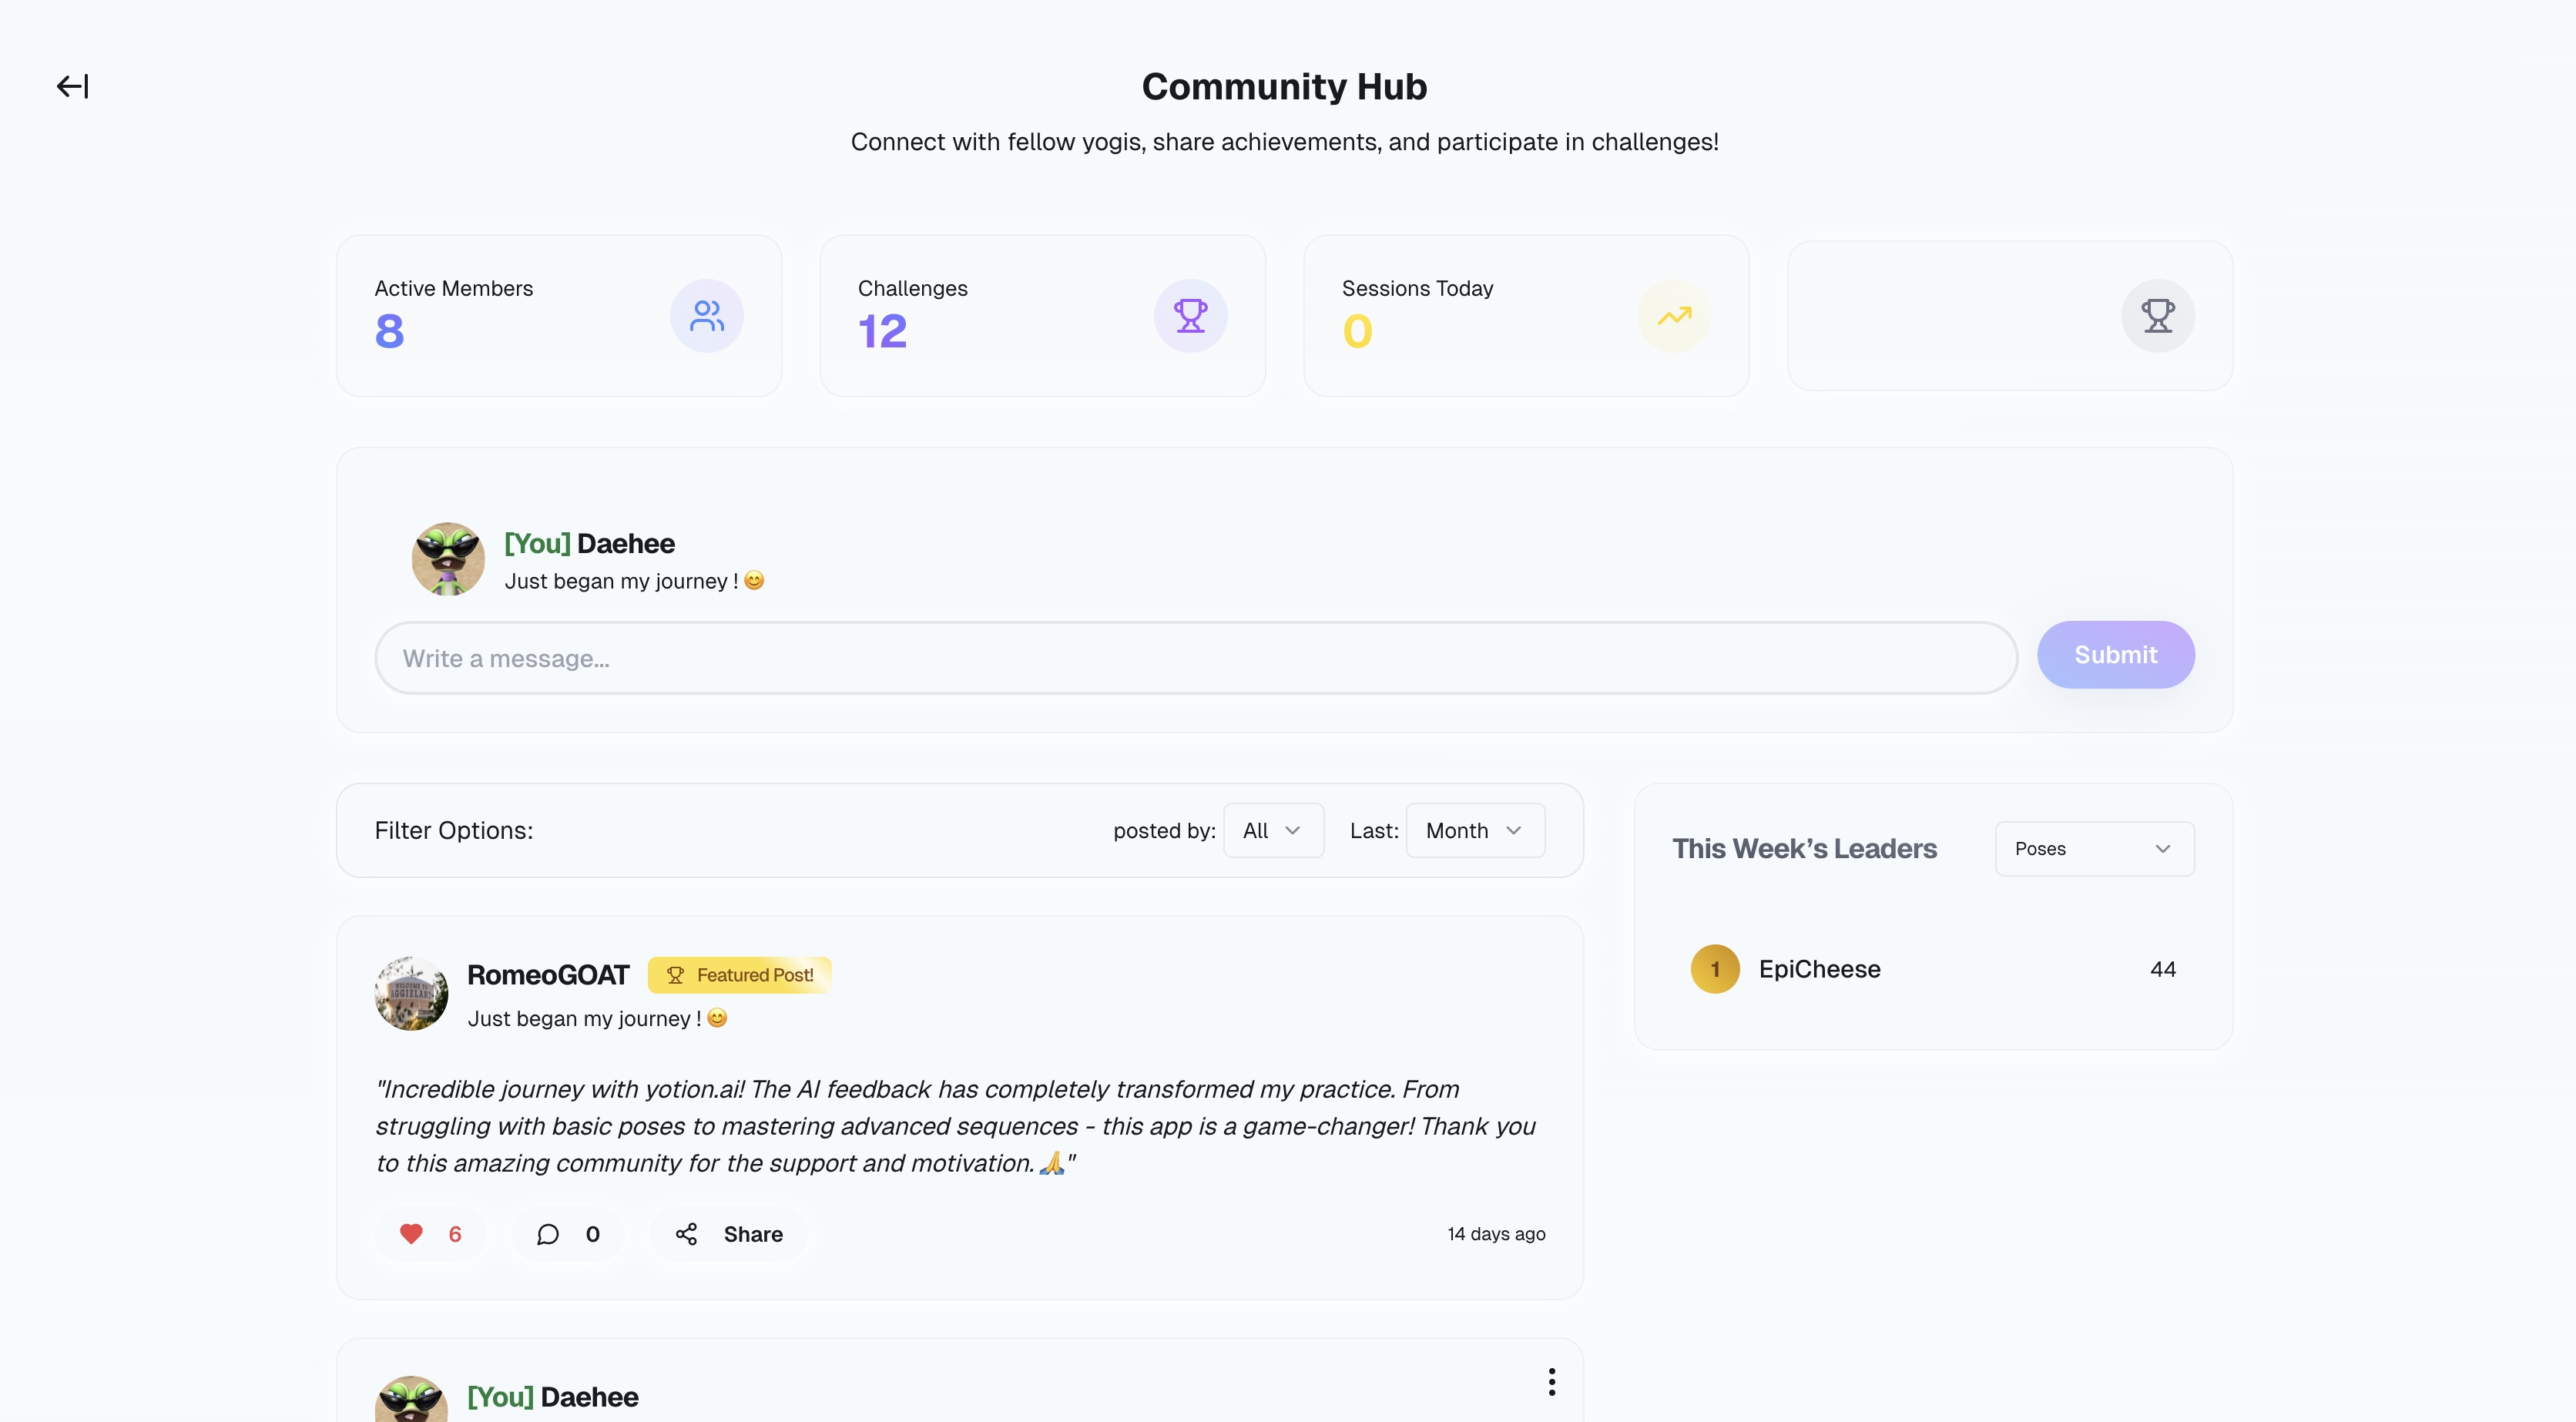 Community Hub
Connect with fellow yogis, share achievements, and participate in challenges!
Active Members
8
Challenges
12
Sessions Today
0
[You] Daehee
Just began my journey ! 😊
Write a message...
Submit
Filter Options:
posted by: All
Last: Month
This Week’s Leaders
Poses
1 EpiCheese 44
RomeoGOAT
Featured Post!
WELCOME TO
AGGIELAND
Just began my journey ! 😊
"Incredible journey with yotion.ai! The AI feedback has completely transformed my practice. From
struggling with basic poses to mastering advanced sequences - this app is a game-changer! Thank you
to this amazing community for the support and motivation. 🙏"
6
0
Share
14 days ago
[You] Daehee